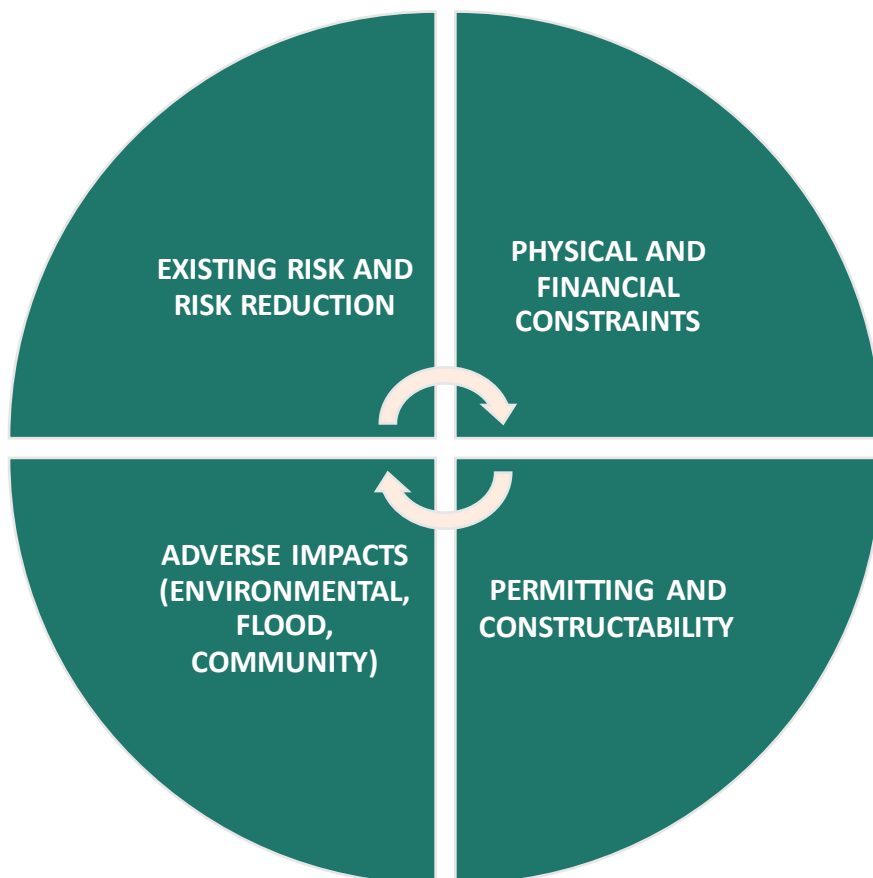 EXISTING RISK AND
RISK REDUCTION
PHYSICAL AND
FINANCIAL
CONSTRAINTS
ADVERSE IMPACTS
(ENVIRONMENTAL,
FLOOD,
COMMUNITY)
PERMITTING AND
CONSTRUCTABILITY